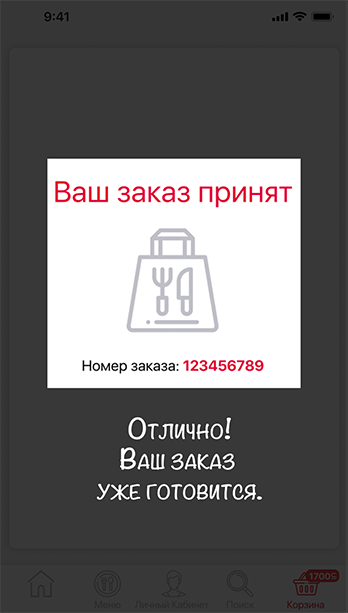 9:41
Ваш заказ принят
Номер заказа: 123456789
Отлично!
Ваш заказ
уже готовится.
1700
Меню
Личный Кабинет
Поиск
Корзина